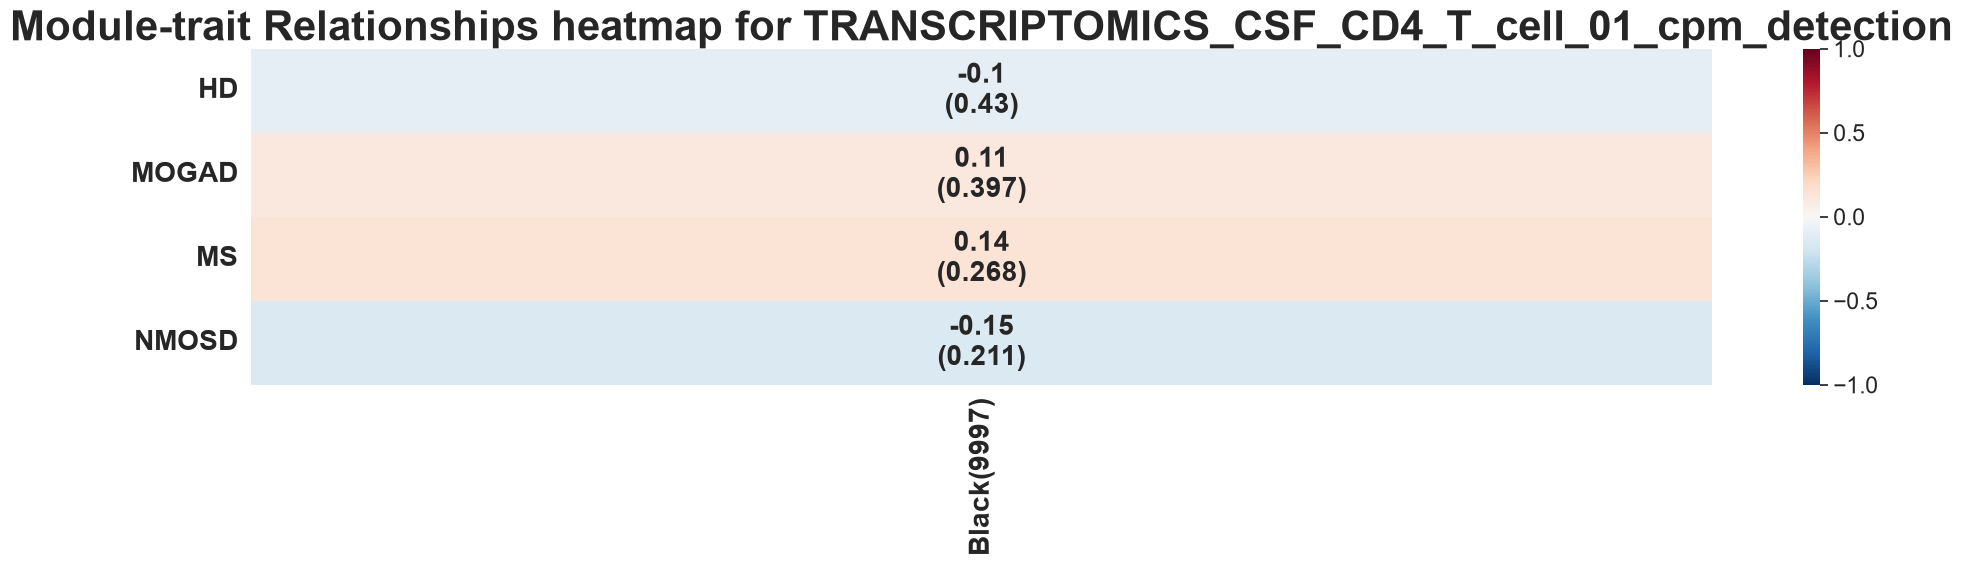 Module-trait Relationships heatmap for TRANSCRIPTOMICS_CSF_CD4_T_cell_01_cpm_detection
HD
-0.1
(0.43)
MOGAD
0.11
(0.397)
MS
0.14
(0.268)
NMOSD
-0.15
(0.211)
Black(9997)
1.0
0.5
0.0
−0.5
−1.0